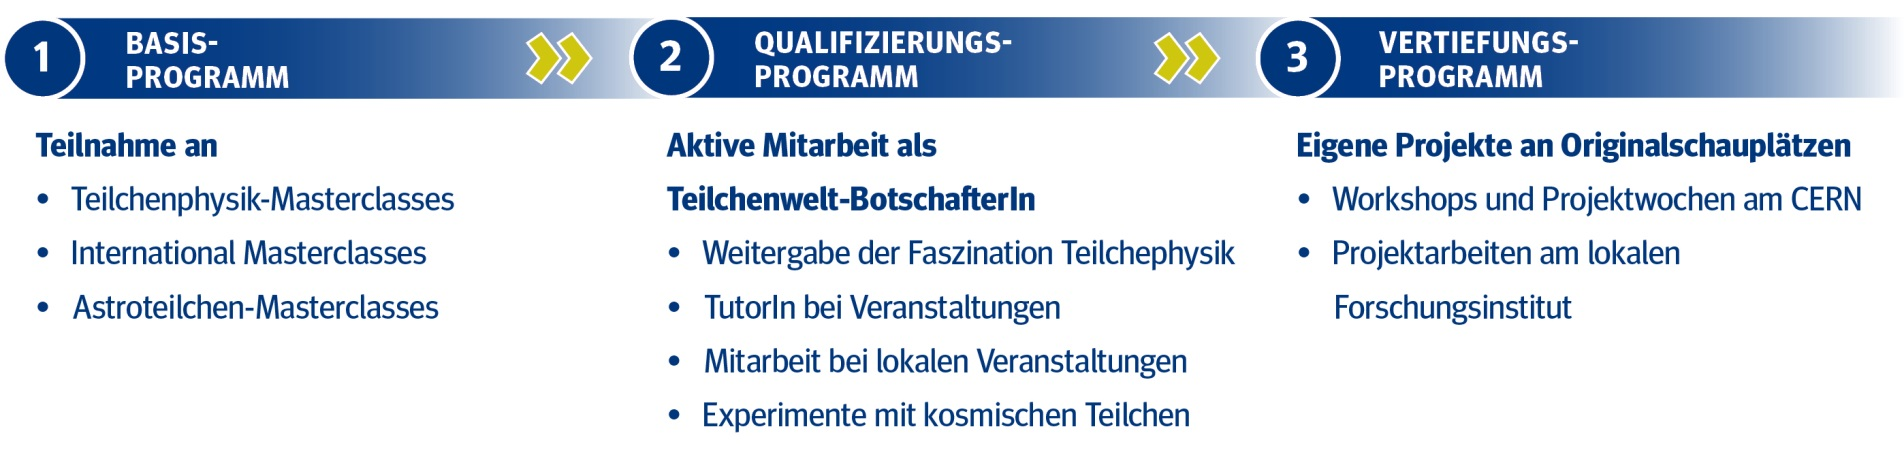 1
BASIS-
PROGRAMM
2
QUALIFIZIERUNGS-
PROGRAMM
3
VERTIEFUNGS-
PROGRAMM
Teilnahme an
• Teilchenphysik-Masterclasses
• International Masterclasses
• Astroteilchen-Masterclasses
Aktive Mitarbeit als
Teilchenwelt-BotschafterIn
• Weitergabe der Faszination Teilchephysik
• TutorIn bei Veranstaltungen
• Mitarbeit bei lokalen Veranstaltungen
• Experimente mit kosmischen Teilchen
Eigene Projekte an Originalschauplätzen
• Workshops und Projektwochen am CERN
• Projektarbeiten am lokalen
Forschungsinstitut